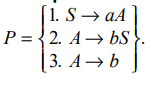 1. S → aA
P = { 2. A → bS }.
3. A → b